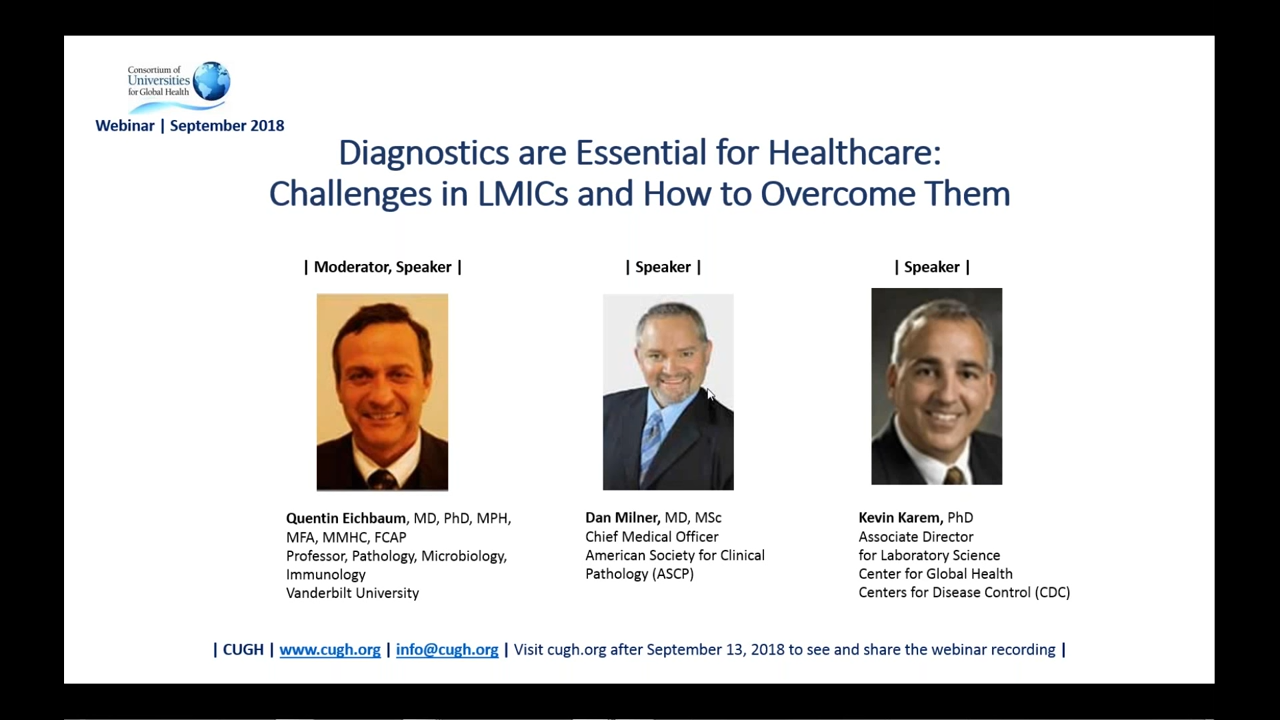 Consortium of
Universities
for Global Health
Webinar | September 2018
Diagnostics are Essential for Healthcare:
Challenges in LMICs and How to Overcome Them
| Moderator, Speaker |
| Speaker |
| Speaker |
Quentin Eichbaum, MD, PhD, MPH,
MFA, MMHC, FCAP
Professor, Pathology, Microbiology,
Immunology
Vanderbilt University
Dan Milner, MD, MSc
Chief Medical Officer
American Society for Clinical
Pathology (ASCP)
Kevin Karem, PhD
Associate Director
for Laboratory Science
Center for Global Health
Centers for Disease Control (CDC)
| CUGH | www.cugh.org | info@cugh.org | Visit cugh.org after September 13, 2018 to see and share the webinar recording |